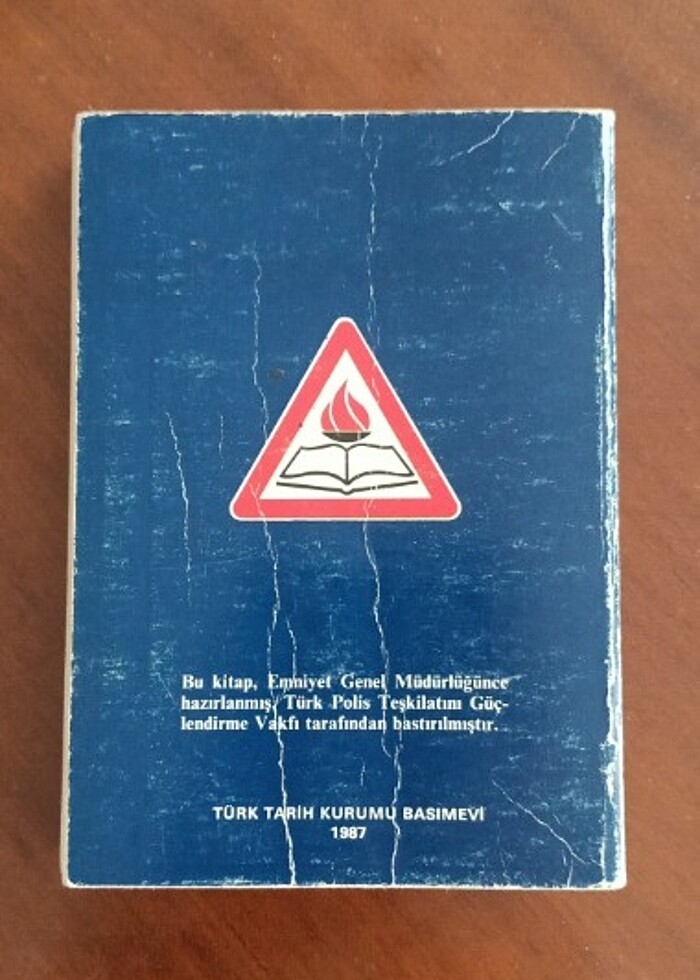 Bu kitap, Emniyet Genel Müdürlüğünce
hazırlanmış, Türk Polis Teşkilatını Güç-
lendirme Vakfı tarafından bastırılmıştır.
TÜRK TARİH KURUMU BASIMEVİ
1987